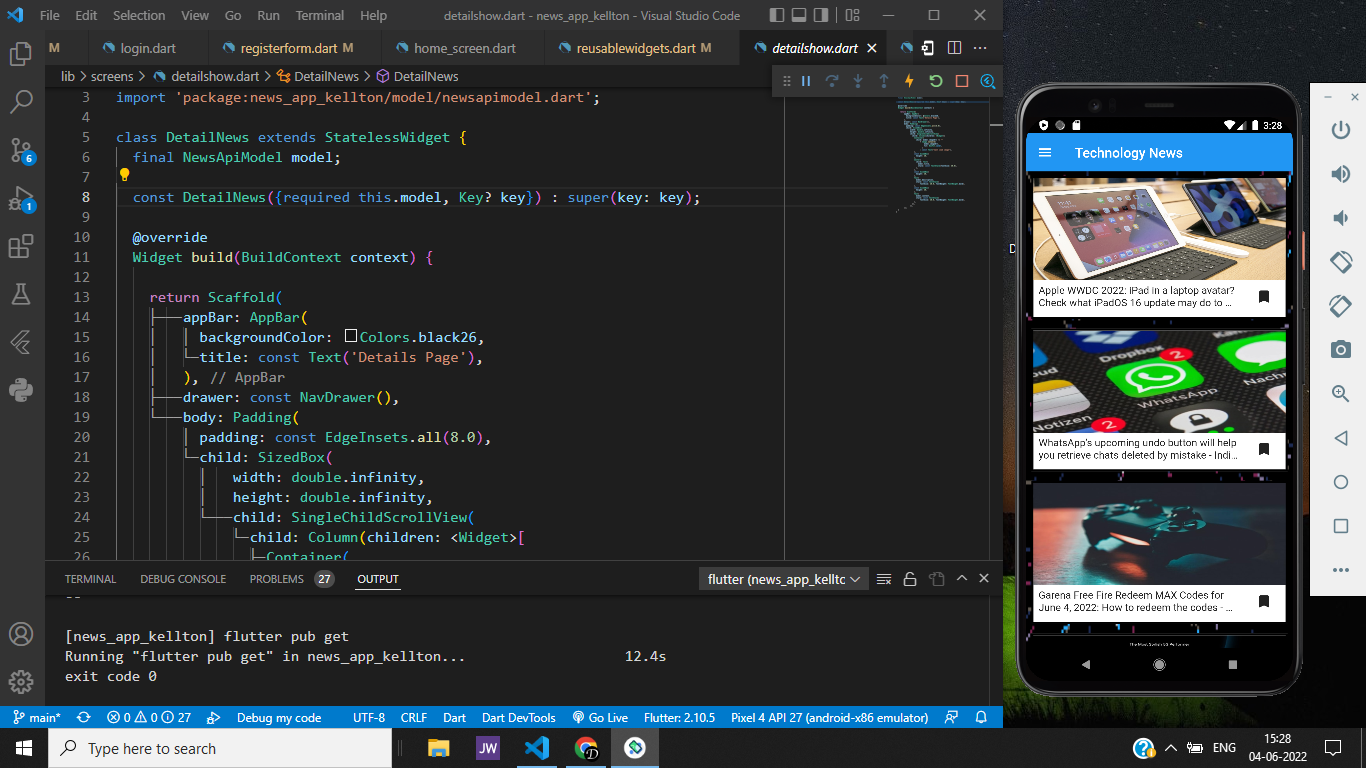 File Edit Selection View Go Run Terminal Help detailshow.dart - news_app_kellton - Visual Studio Code
M login.dart registerform.dart M home_screen.dart reusablewidgets.dart M detailshow.dart
lib > screens > detailshow.dart > DetailNews > DetailNews
3 import 'package:news_app_kellton/model/newsapimodel.dart';
4
5 class DetailNews extends StatelessWidget {
6 final NewsApiModel model;
7
8 const DetailNews({required this.model, Key? key}) : super(key: key);
9
10 @override
11 Widget build(BuildContext context) {
12
13 return Scaffold(
14 appBar: AppBar(
15 backgroundColor: Colors.black26,
16 title: const Text('Details Page'),
17 ), // AppBar
18 drawer: const NavDrawer(),
19 body: Padding(
20 padding: const EdgeInsets.all(8.0),
21 child: SizedBox(
22 width: double.infinity,
23 height: double.infinity,
24 child: SingleChildScrollView(
25 child: Column(children: <Widget>[
26 Container(
6
1
TERMINAL DEBUG CONSOLE PROBLEMS 27 OUTPUT flutter (news_app_kelltc
[news_app_kellton] flutter pub get
Running "flutter pub get" in news_app_kellton... 12.4s
exit code 0
main* 0 0 27 Debug my code UTF-8 CRLF Dart Dart DevTools Go Live Flutter: 2.10.5 Pixel 4 API 27 (android-x86 emulator)
Type here to search
JW
D
ENG
15:28
04-06-2022
D
3:28
Technology News
Apple WWDC 2022: iPad in a laptop avatar?
Check what iPadOS 16 update may do to ...
Dropbox 2
WhatsApp
Nach
Notizen 2
WhatsApp's upcoming undo button will help
you retrieve chats deleted by mistake - Indi...
Garena Free Fire Redeem MAX Codes for
June 4, 2022: How to redeem the codes - ...